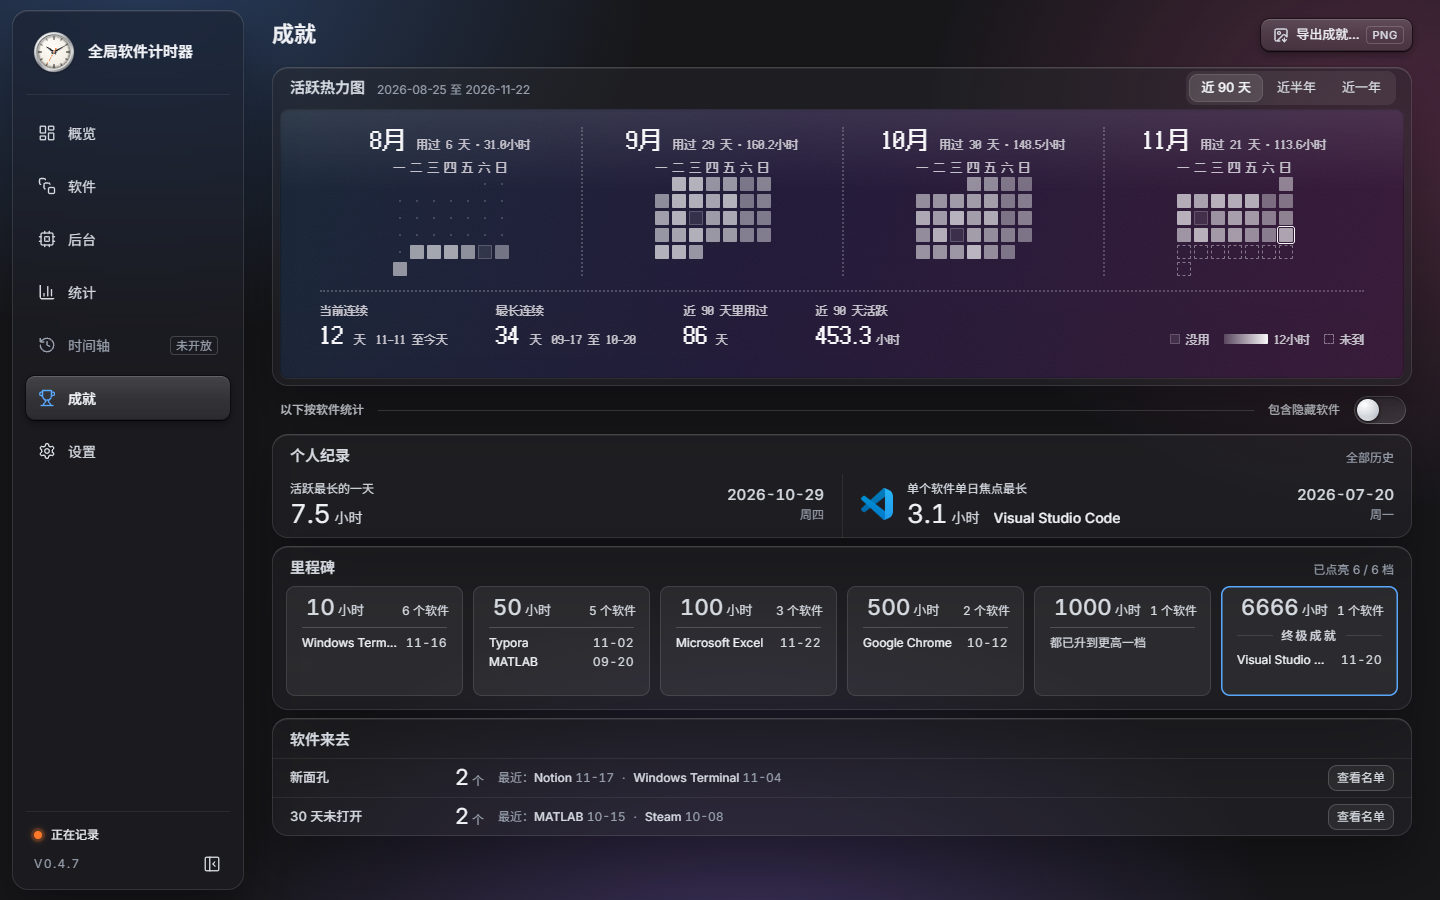 全局软件计时器
概览
软件
后台
统计
时间轴 未开放
成就
设置
正在记录
V0.4.7
成就
导出成就... PNG
活跃热力图 2026-08-25 至 2026-11-22
近 90 天 近半年 近一年
8月 用过 6 天·31.0小时
一 二 三 四 五 六 日
9月 用过 29 天·160.2小时
一 二 三 四 五 六 日
10月 用过 30 天·148.5小时
一 二 三 四 五 六 日
11月 用过 21 天·113.6小时
一 二 三 四 五 六 日
当前连续
12 天 11-11 至今天
最长连续
34 天 09-17 至 10-20
近 90 天里用过
86 天
近 90 天活跃
453.3 小时
没用 12小时 未到
以下按软件统计 包含隐藏软件
个人纪录 全部历史
活跃最长的一天
7.5 小时
2026-10-29
周四
单个软件单日焦点最长
3.1 小时 Visual Studio Code
2026-07-20
周一
里程碑 已点亮 6 / 6 档
10 小时 6 个软件
Windows Term... 11-16
50 小时 5 个软件
Typora 11-02
MATLAB 09-20
100 小时 3 个软件
Microsoft Excel 11-22
500 小时 2 个软件
Google Chrome 10-12
1000 小时 1 个软件
都已升到更高一档
6666 小时 1 个软件
终极成就
Visual Studio ... 11-20
软件来去
新面孔 2 个 最近：Notion 11-17 · Windows Terminal 11-04 查看名单
30 天未打开 2 个 最近：MATLAB 10-15 · Steam 10-08 查看名单